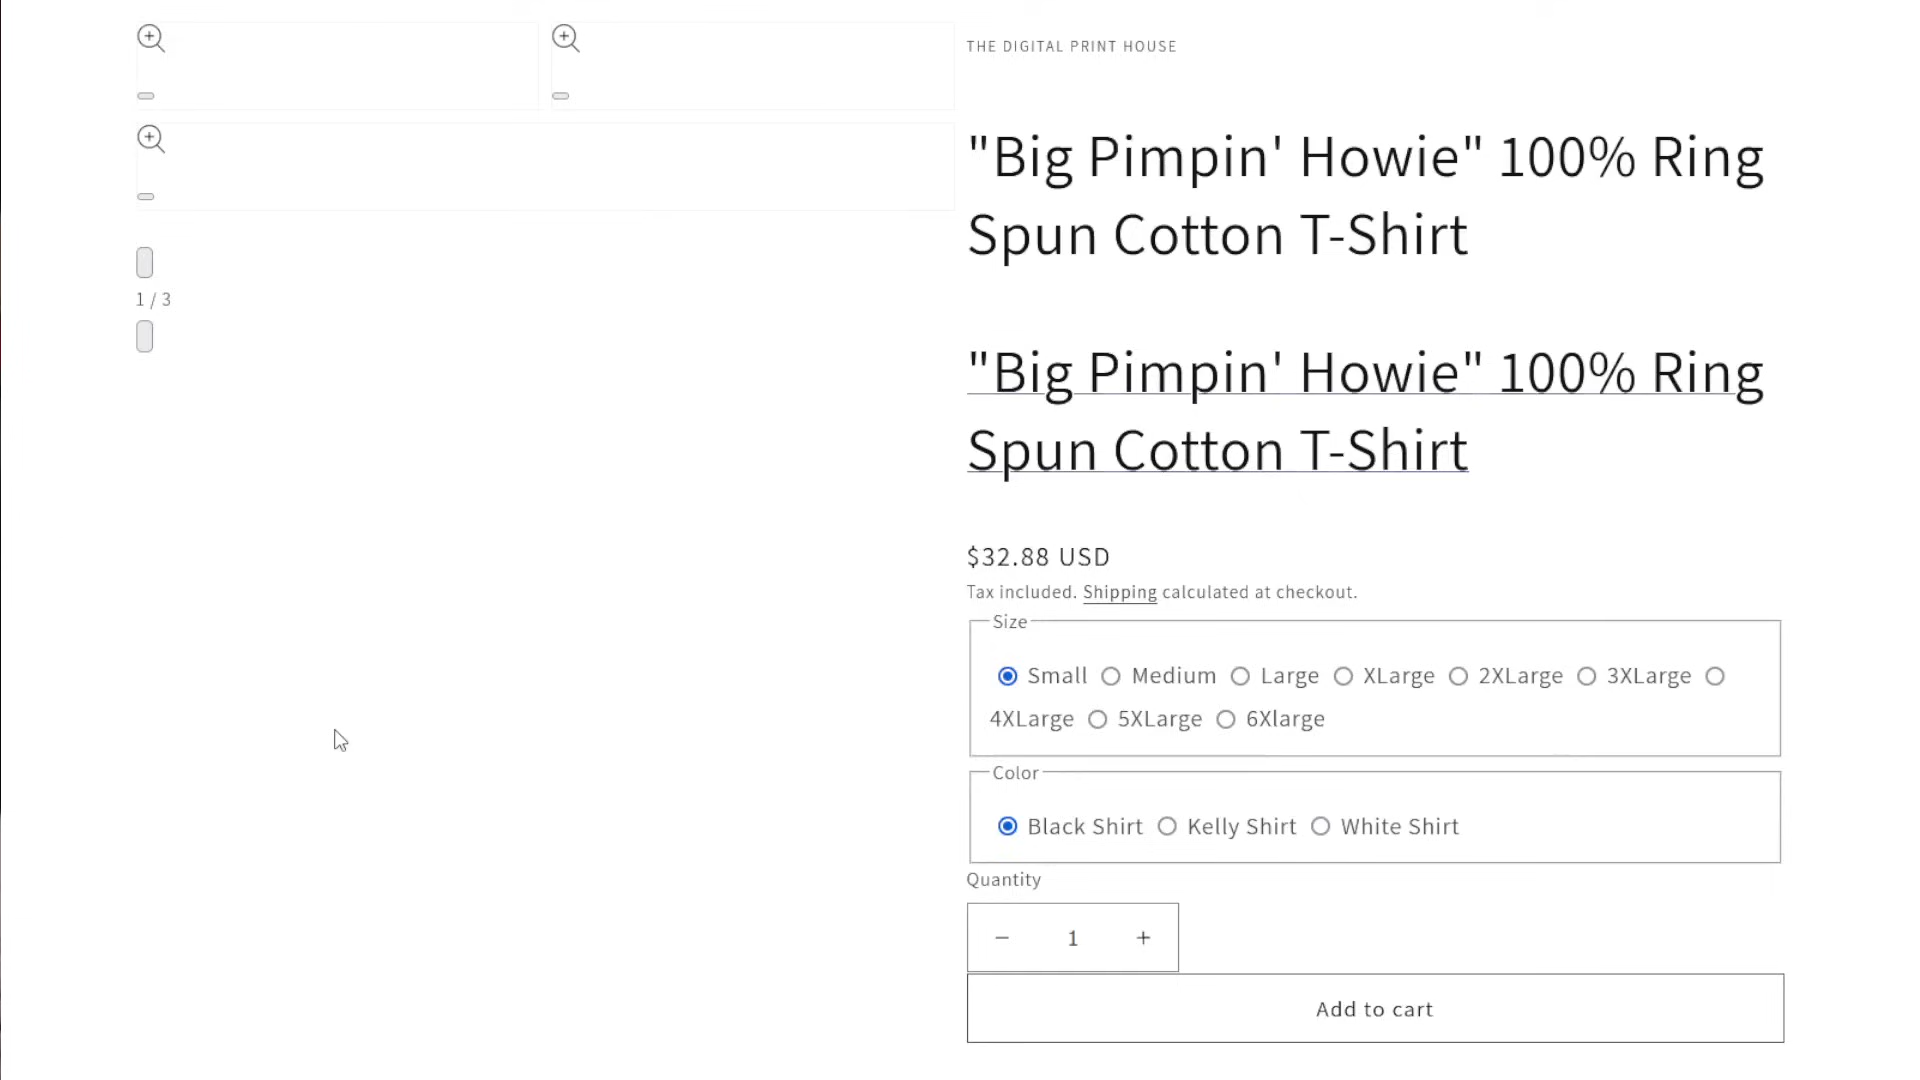 THE DIGITAL PRINT HOUSE
"Big Pimpin' Howie" 100% Ring
Spun Cotton T-Shirt
"Big Pimpin' Howie" 100% Ring
Spun Cotton T-Shirt
$32.88 USD
Tax included. Shipping calculated at checkout.
Size
Small Medium Large XLarge 2XLarge 3XLarge
4XLarge 5XLarge 6Xlarge
Color
Black Shirt Kelly Shirt White Shirt
Quantity
− 1 +
Add to cart
1 / 3